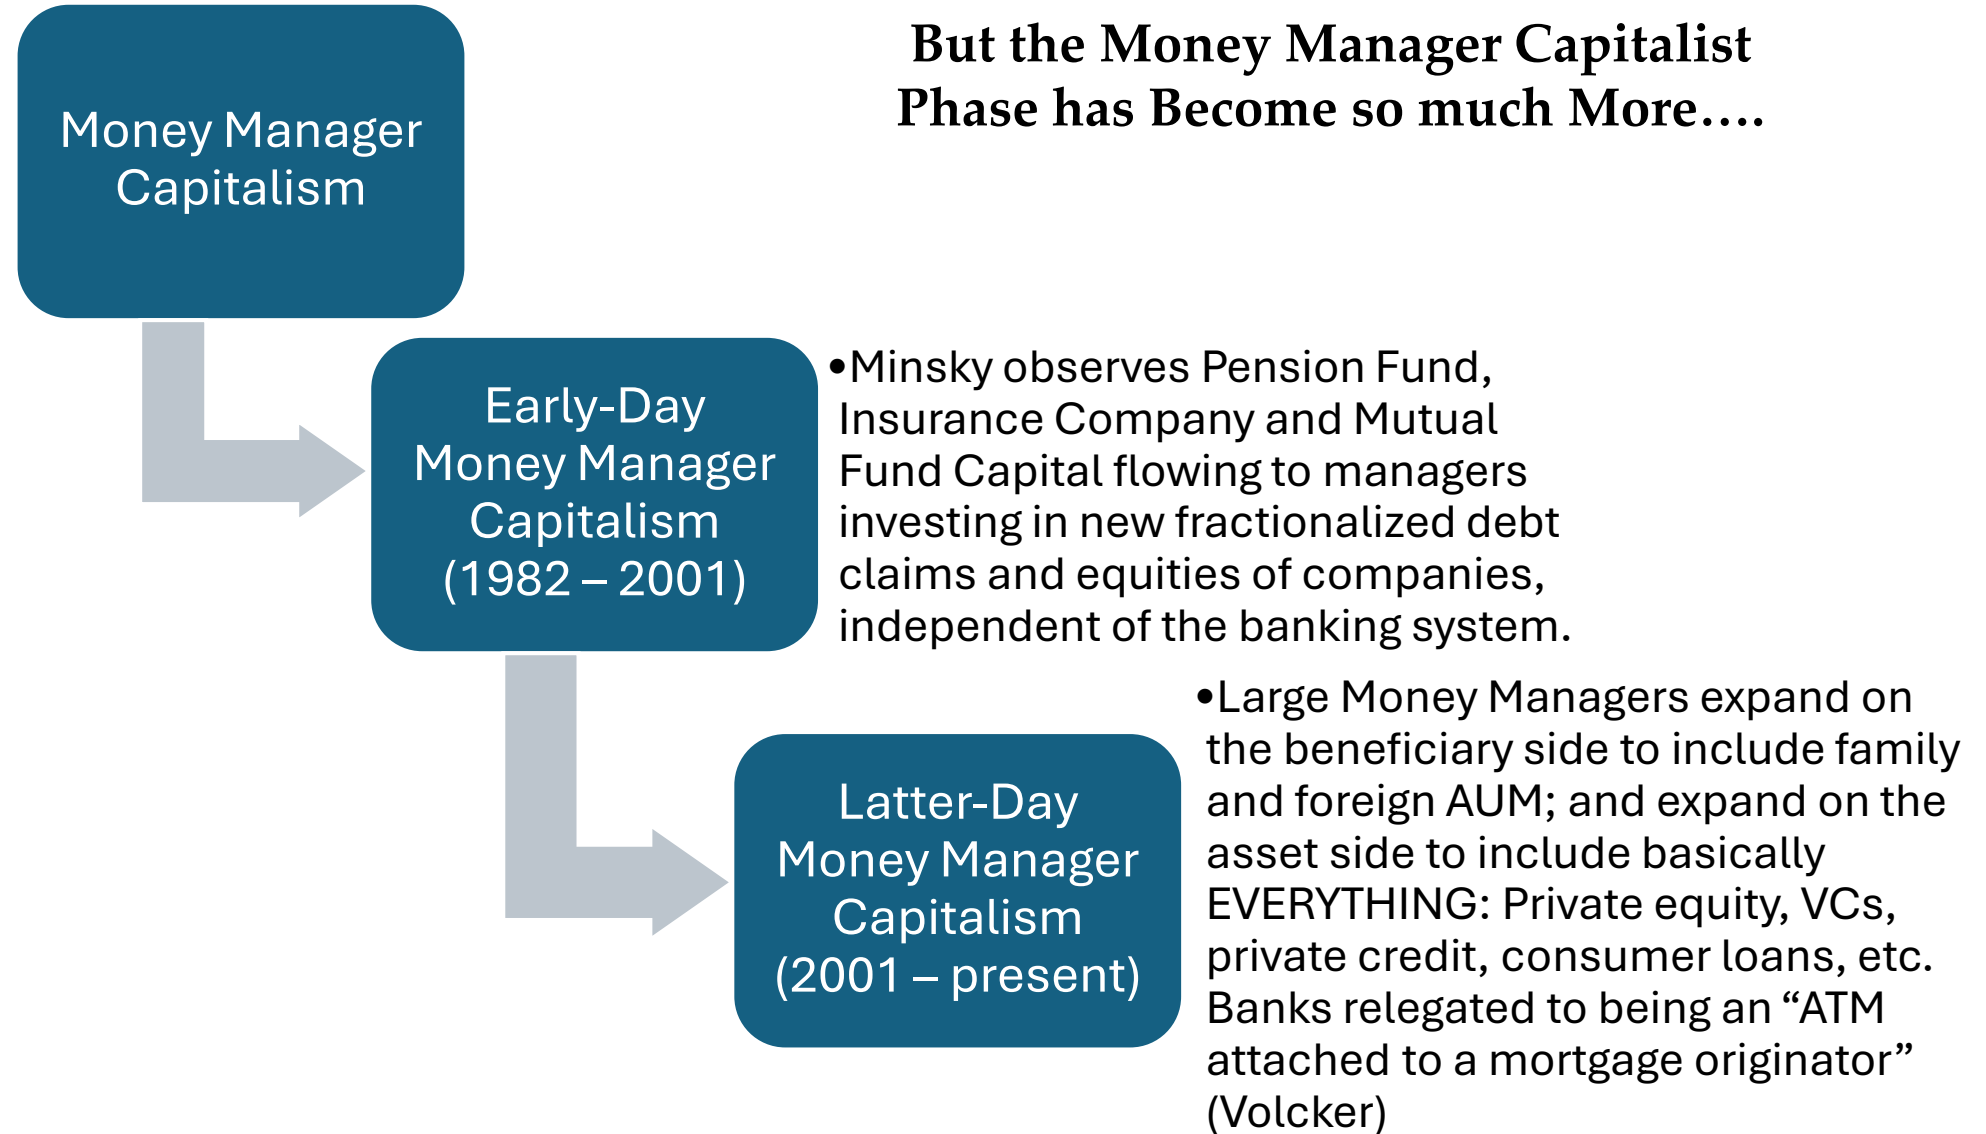 But the Money Manager Capitalist
Phase has Become so much More….
Money Manager
Capitalism
Early-Day
Money Manager
Capitalism
(1982 – 2001)
•Minsky observes Pension Fund,
Insurance Company and Mutual
Fund Capital flowing to managers
investing in new fractionalized debt
claims and equities of companies,
independent of the banking system.
Latter-Day
Money Manager
Capitalism
(2001 – present)
•Large Money Managers expand on
the beneficiary side to include family
and foreign AUM; and expand on the
asset side to include basically
EVERYTHING: Private equity, VCs,
private credit, consumer loans, etc.
Banks relegated to being an “ATM
attached to a mortgage originator”
(Volcker)